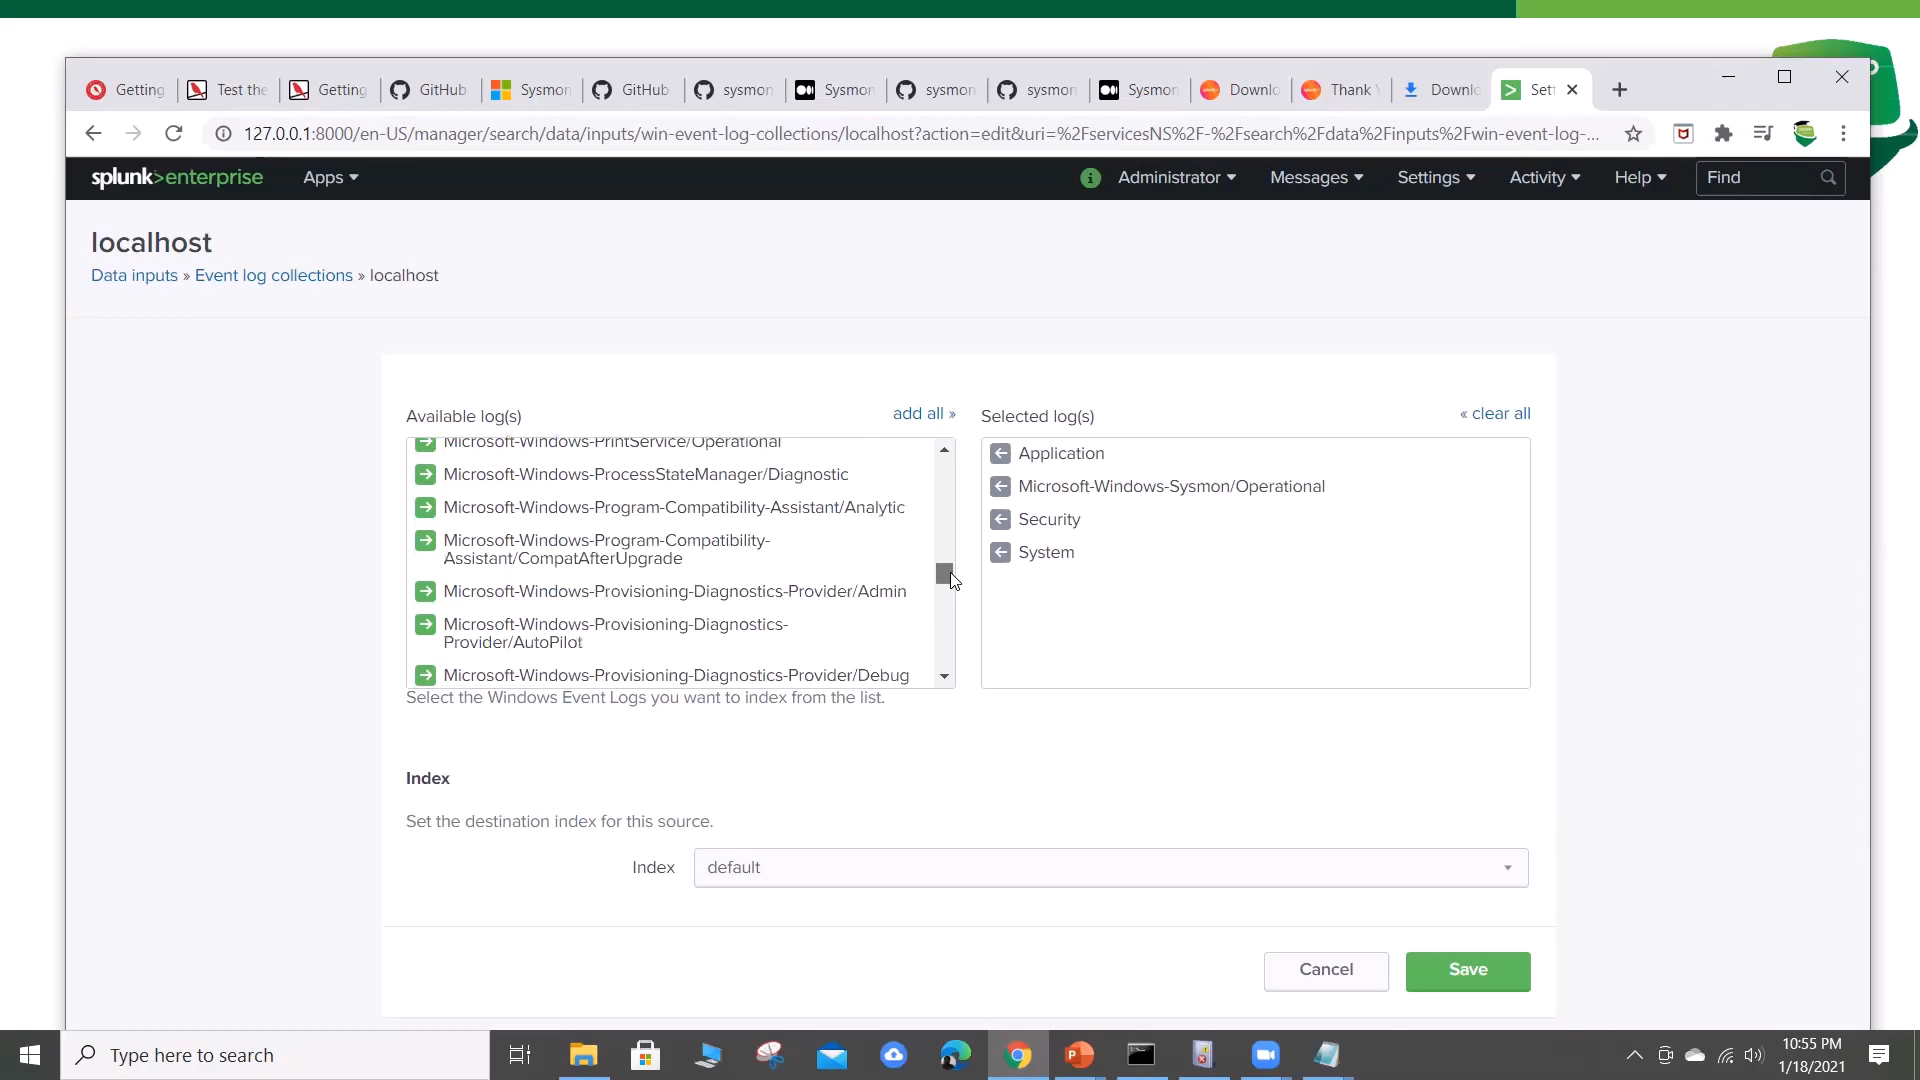 Getting
Test the
Getting
GitHub
Sysmon
GitHub
sysmon
Sysmon
sysmon
sysmon
Sysmon
Downlo
Thank
Downlo
Sett
127.0.0.1:8000/en-US/manager/search/data/inputs/win-event-log-collections/localhost?action=edit&uri=%2FservicesNS%2F-%2Fsearch%2Fdata%2Finputs%2Fwin-event-log-...
splunk>enterprise
Apps
Administrator
Messages
Settings
Activity
Help
Find
localhost
Data inputs » Event log collections » localhost
Available log(s)
add all »
Microsoft-Windows-PrintService/Operational
Microsoft-Windows-ProcessStateManager/Diagnostic
Microsoft-Windows-Program-Compatibility-Assistant/Analytic
Microsoft-Windows-Program-Compatibility-
Assistant/CompatAfterUpgrade
Microsoft-Windows-Provisioning-Diagnostics-Provider/Admin
Microsoft-Windows-Provisioning-Diagnostics-
Provider/AutoPilot
Microsoft-Windows-Provisioning-Diagnostics-Provider/Debug
Selected log(s)
« clear all
Application
Microsoft-Windows-Sysmon/Operational
Security
System
Select the Windows Event Logs you want to index from the list.
Index
Set the destination index for this source.
Index
default
Cancel
Save
Type here to search
10:55 PM
1/18/2021